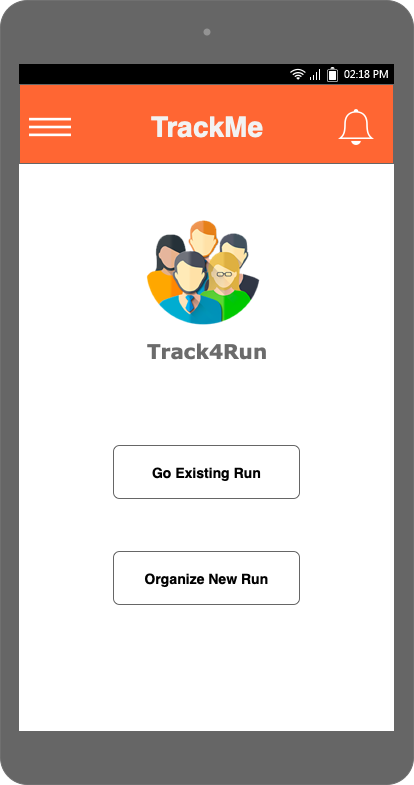 02:18 PM
TrackMe
Track4Run
Go Existing Run
Organize New Run